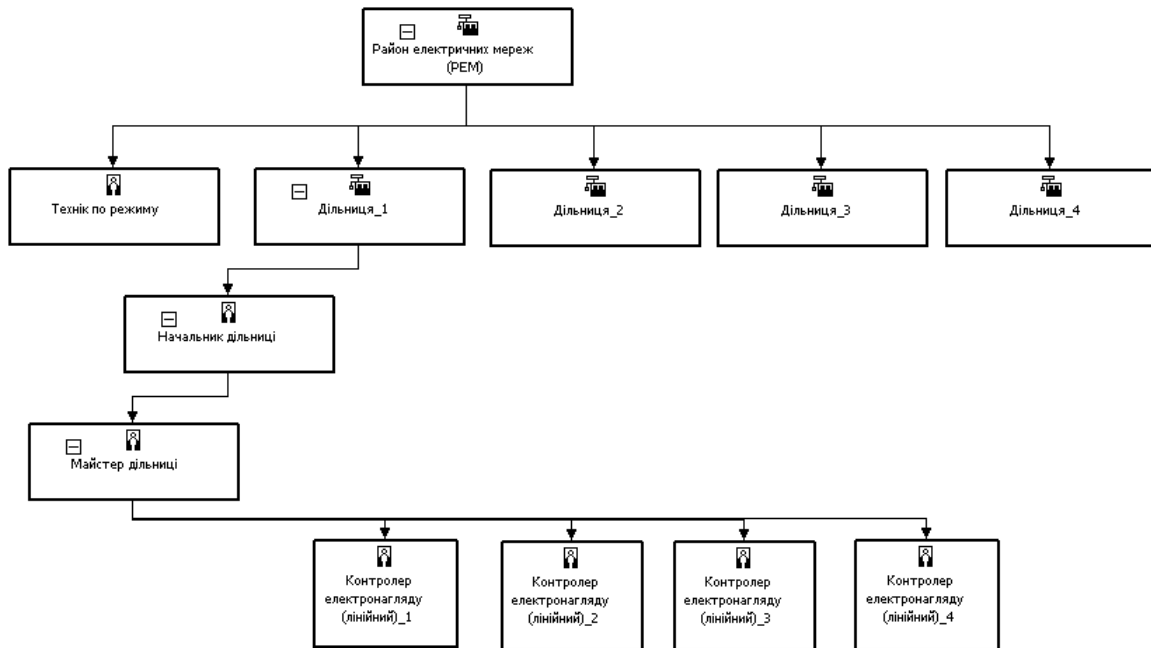 Район електричних мереж
(РЕМ)
Технік по режиму
Дільниця_1
Дільниця_2
Дільниця_3
Дільниця_4
Начальник дільниці
Майстер дільниці
Контролер
електронагляду
(лінійний)_1
Контролер
електронагляду
(лінійний)_2
Контролер
електронагляду
(лінійний)_3
Контролер
електронагляду
(лінійний)_4